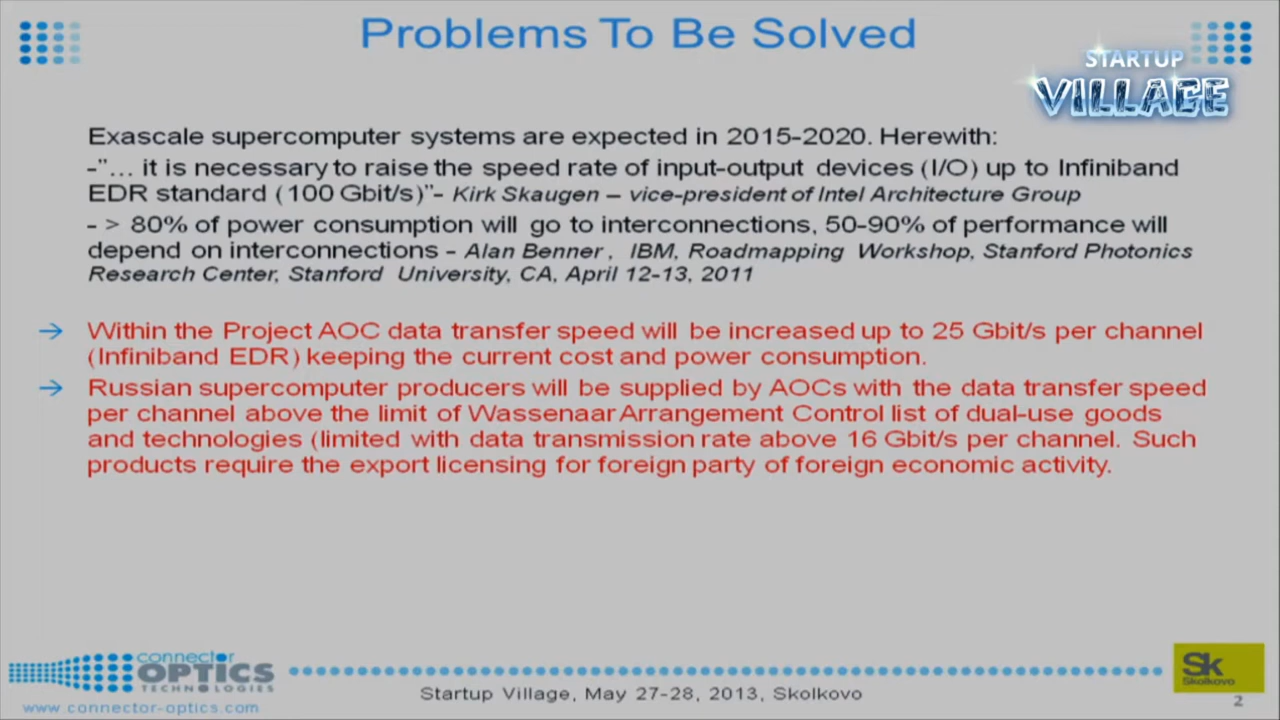 Problems To Be Solved
STARTUP
VILLAGE
Exascale supercomputer systems are expected in 2015-2020. Herewith:
-"... it is necessary to raise the speed rate of input-output devices (I/O) up to Infiniband
EDR standard (100 Gbit/s)"- Kirk Skaugen – vice-president of Intel Architecture Group
- > 80% of power consumption will go to interconnections, 50-90% of performance will
depend on interconnections - Alan Benner , IBM, Roadmapping Workshop, Stanford Photonics
Research Center, Stanford University, CA, April 12-13, 2011
→ Within the Project AOC data transfer speed will be increased up to 25 Gbit/s per channel
(Infiniband EDR) keeping the current cost and power consumption.
→ Russian supercomputer producers will be supplied by AOCs with the data transfer speed
per channel above the limit of Wassenaar Arrangement Control list of dual-use goods
and technologies (limited with data transmission rate above 16 Gbit/s per channel. Such
products require the export licensing for foreign party of foreign economic activity.
connector
OPTICS
TECHNOLOGIES
www.connector-optics.com
Startup Village, May 27-28, 2013, Skolkovo
Sk
Skolkovo
2